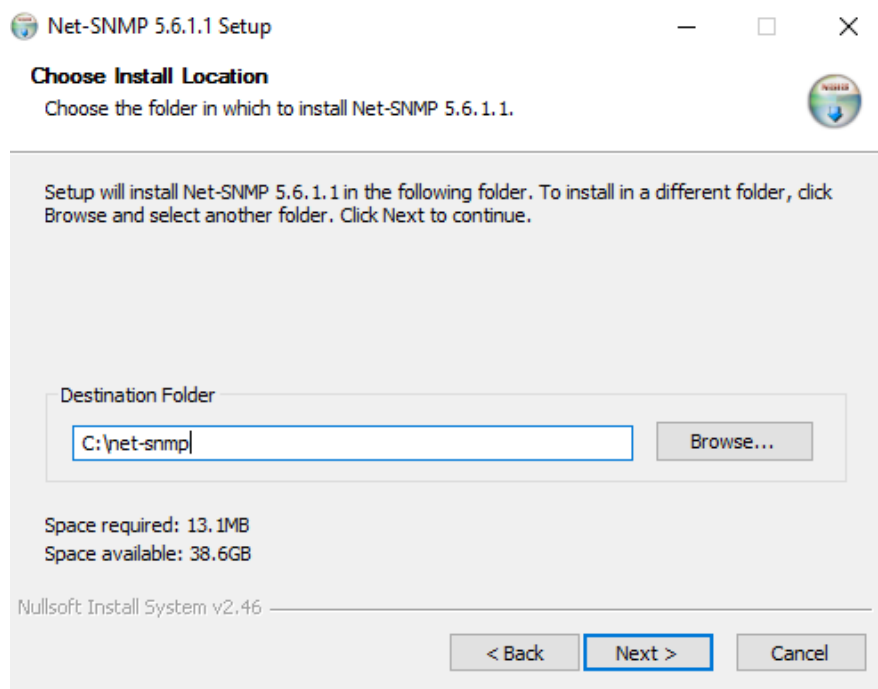 Net-SNMP 5.6.1.1 Setup
Choose Install Location
Choose the folder in which to install Net-SNMP 5.6.1.1.
Setup will install Net-SNMP 5.6.1.1 in the following folder. To install in a different folder, click
Browse and select another folder. Click Next to continue.
Destination Folder
C:\net-snmp
Browse...
Space required: 13.1MB
Space available: 38.6GB
Nullsoft Install System v2.46
< Back
Next >
Cancel